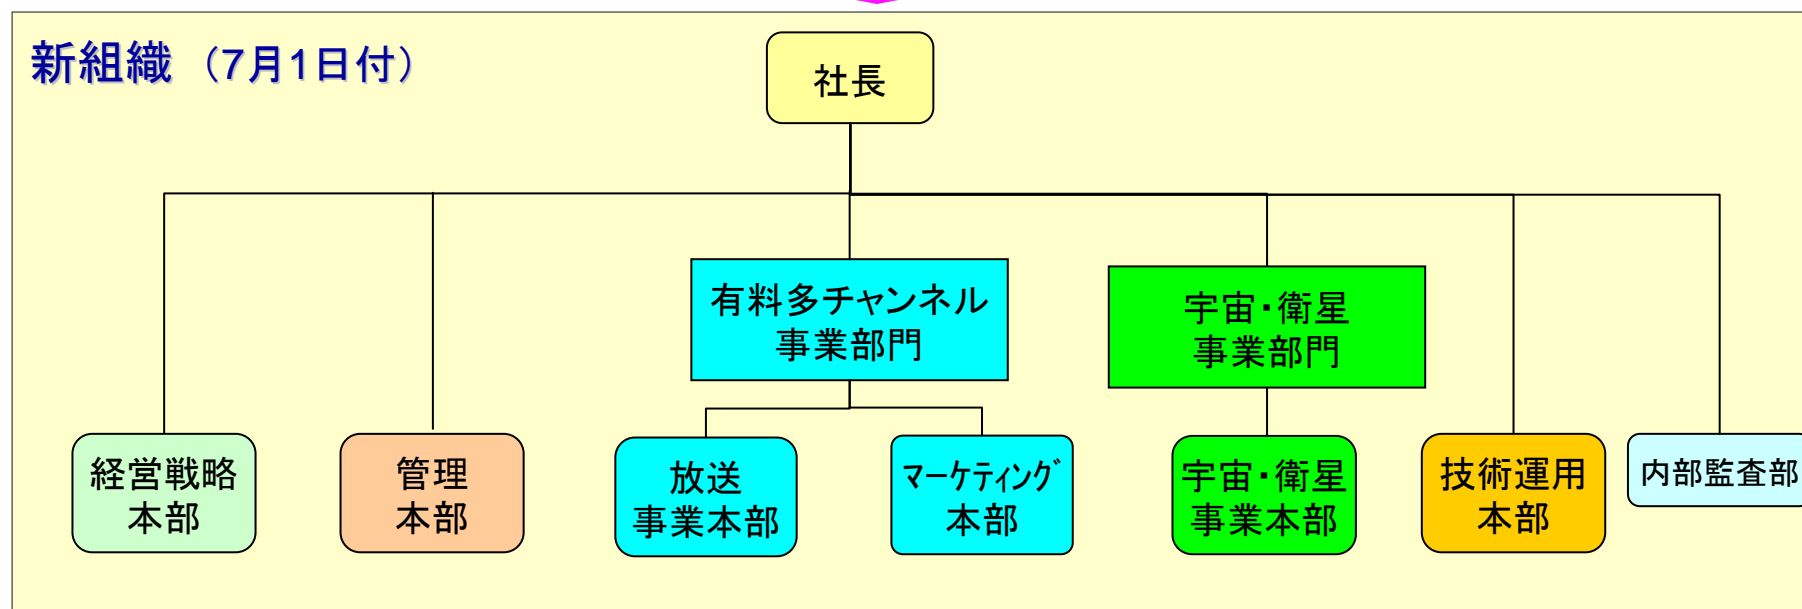 新組織（7月1日付）
社長
有料多チャンネル
事業部門
宇宙・衛星
事業部門
経営戦略
本部
管理
本部
放送
事業本部
マーケティング
本部
宇宙・衛星
事業本部
技術運用
本部
内部監査部